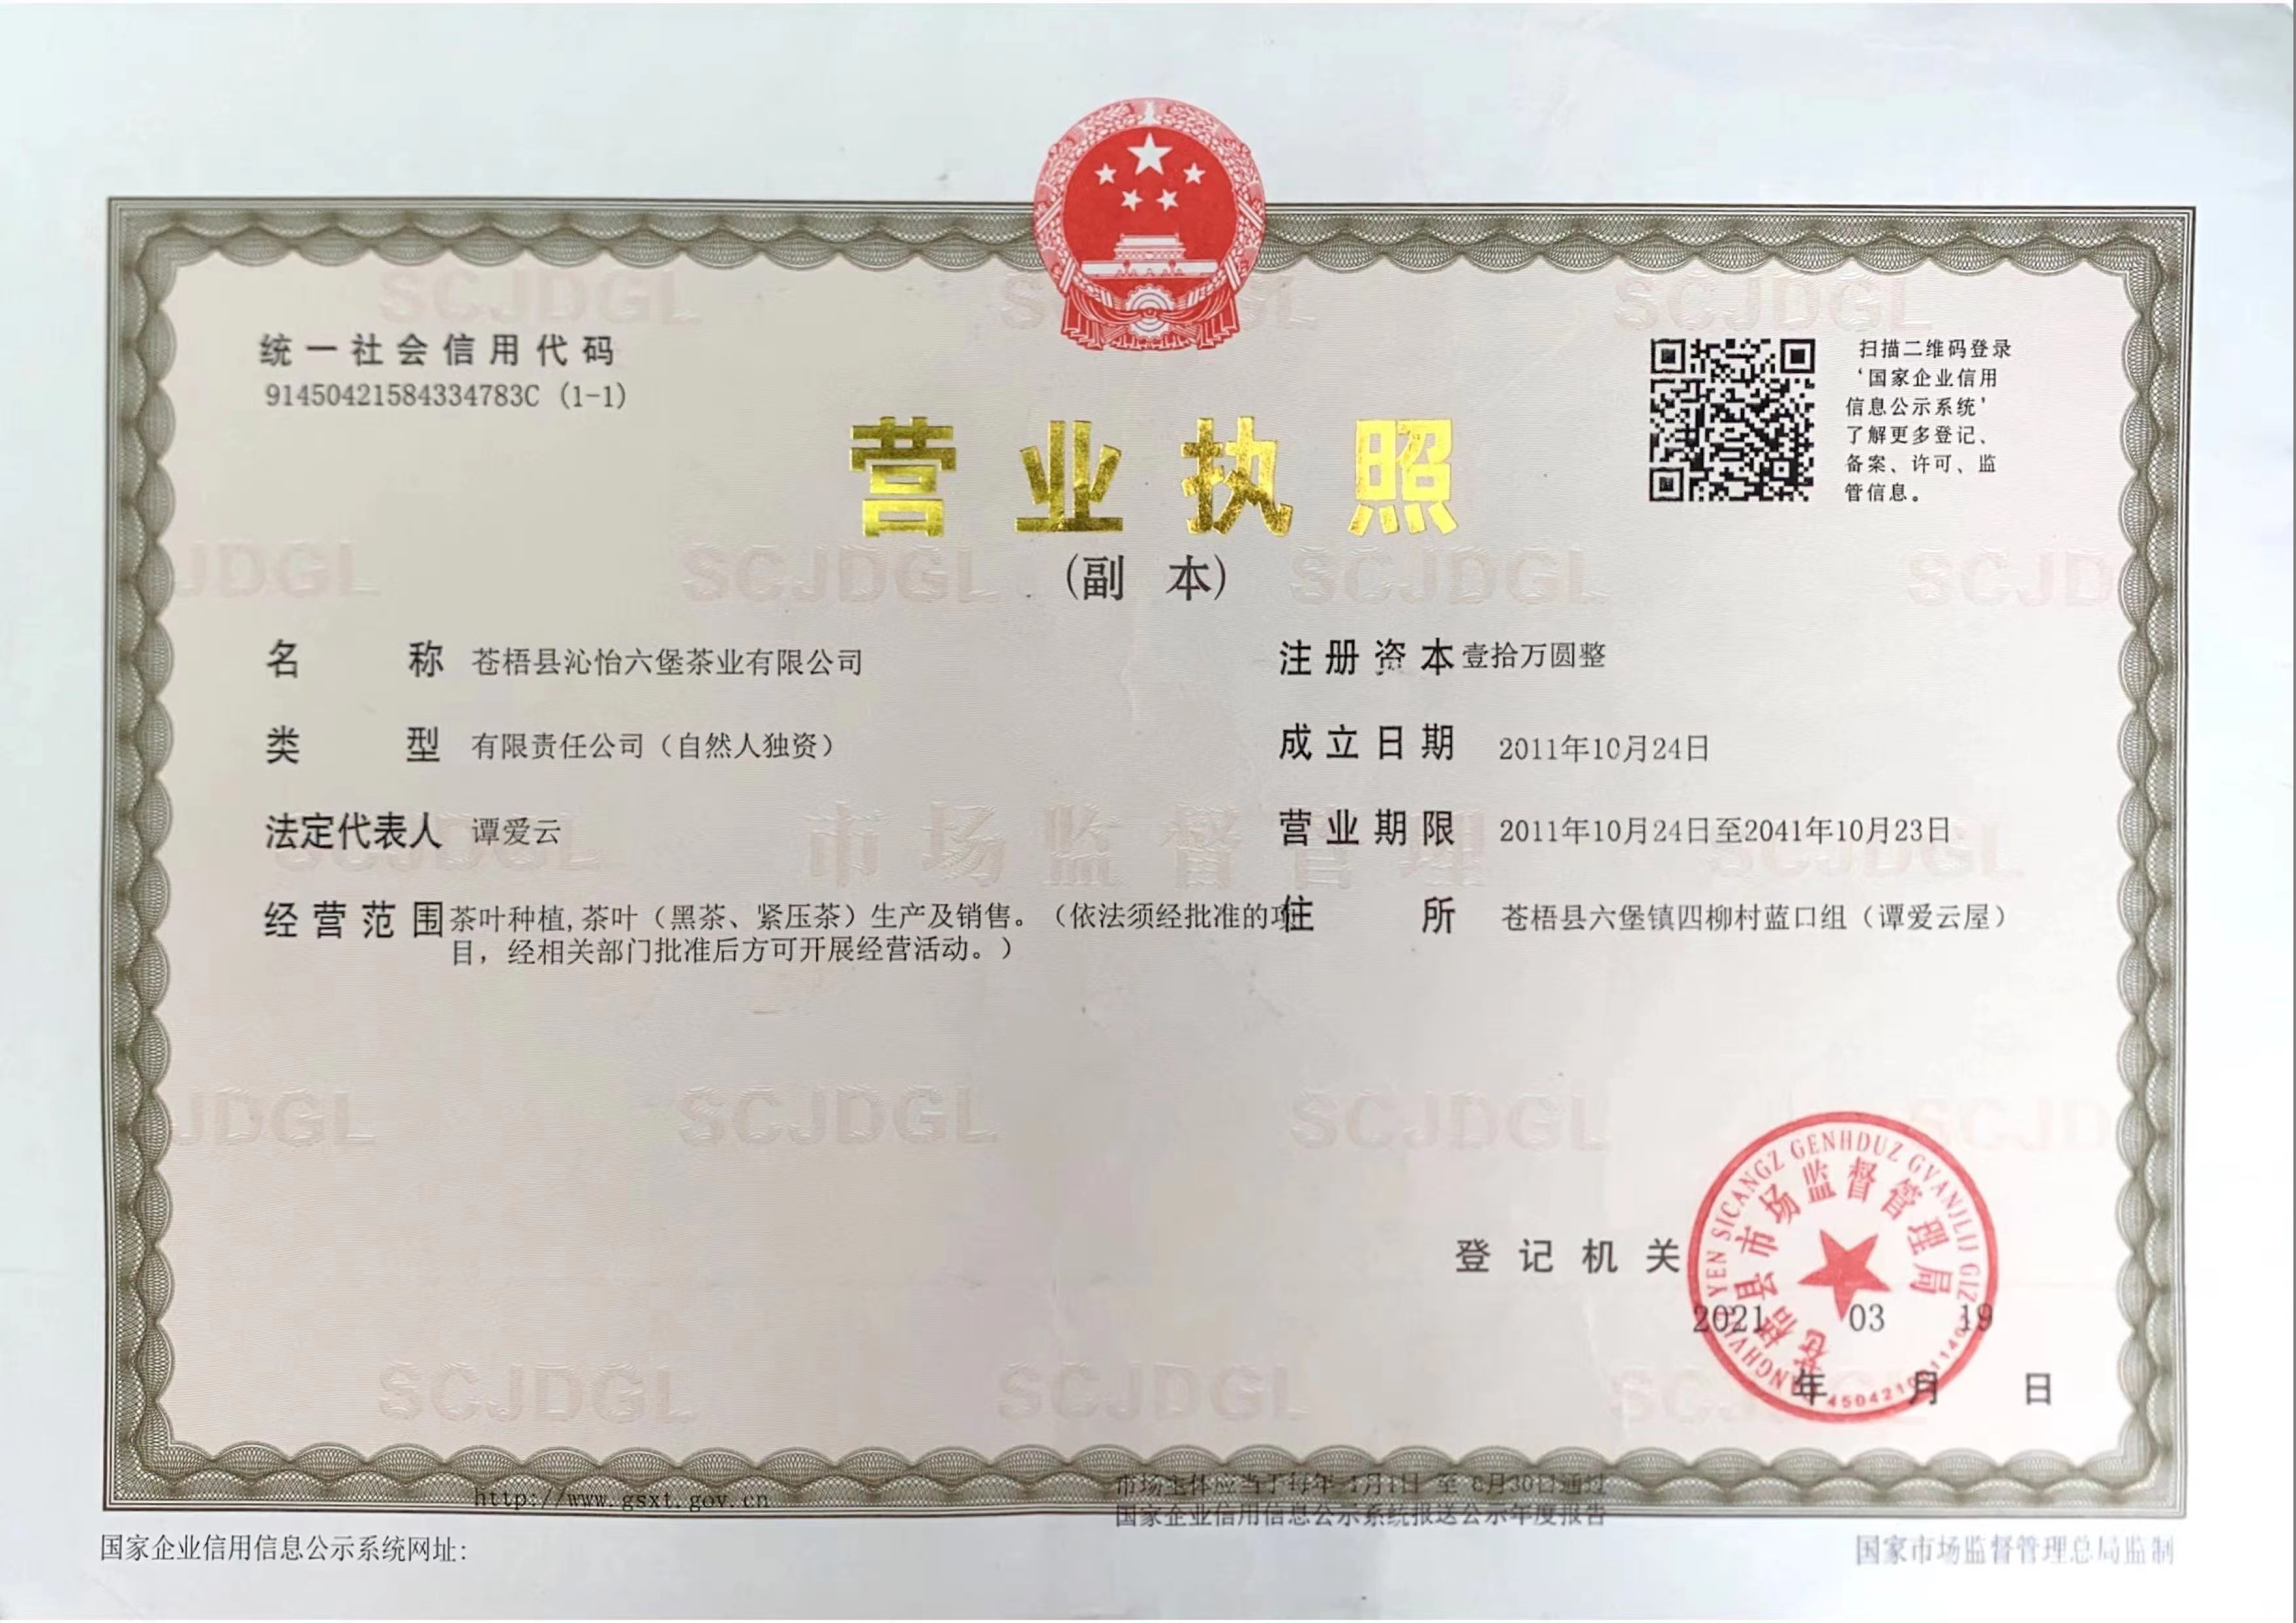 统一社会信用代码
91450421584334783C (1-1)
扫描二维码登录
‘国家企业信用
信息公示系统’
了解更多登记、
备案、许可、监
管信息。
营业执照
(副 本)
名 称 苍梧县沁怡六堡茶业有限公司
注册资本 壹拾万圆整
类 型 有限责任公司（自然人独资）
成立日期 2011年10月24日
法定代表人 谭爱云
营业期限 2011年10月24日至2041年10月23日
经营范围 茶叶种植,茶叶（黑茶、紧压茶）生产及销售。（依法须经批准的项
目，经相关部门批准后方可开展经营活动。）
住 所 苍梧县六堡镇四柳村蓝口组（谭爱云屋）
市场监督管理
SCJDGL
登记机关
YEN SICANGZ GENHDUZ GVANJLIJ GIZ
苍梧县市场监督管理局
2021 03 19
年 月 日
http://www.gsxt.gov.cn
市场主体应当于每年 1月1日 至 6月30日通过
国家企业信用信息公示系统报送公示年度报告
国家企业信用信息公示系统网址:
国家市场监督管理总局监制